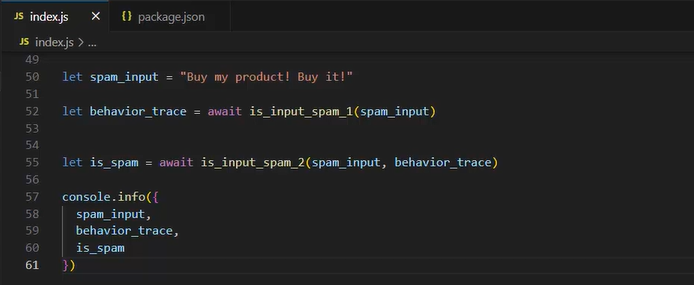 JS index.js × {} package.json
JS index.js > ...
49
50 let spam_input = "Buy my product! Buy it!"
51
52 let behavior_trace = await is_input_spam_1(spam_input)
53
54
55 let is_spam = await is_input_spam_2(spam_input, behavior_trace)
56
57 console.info({
58 spam_input,
59 behavior_trace,
60 is_spam
61 })